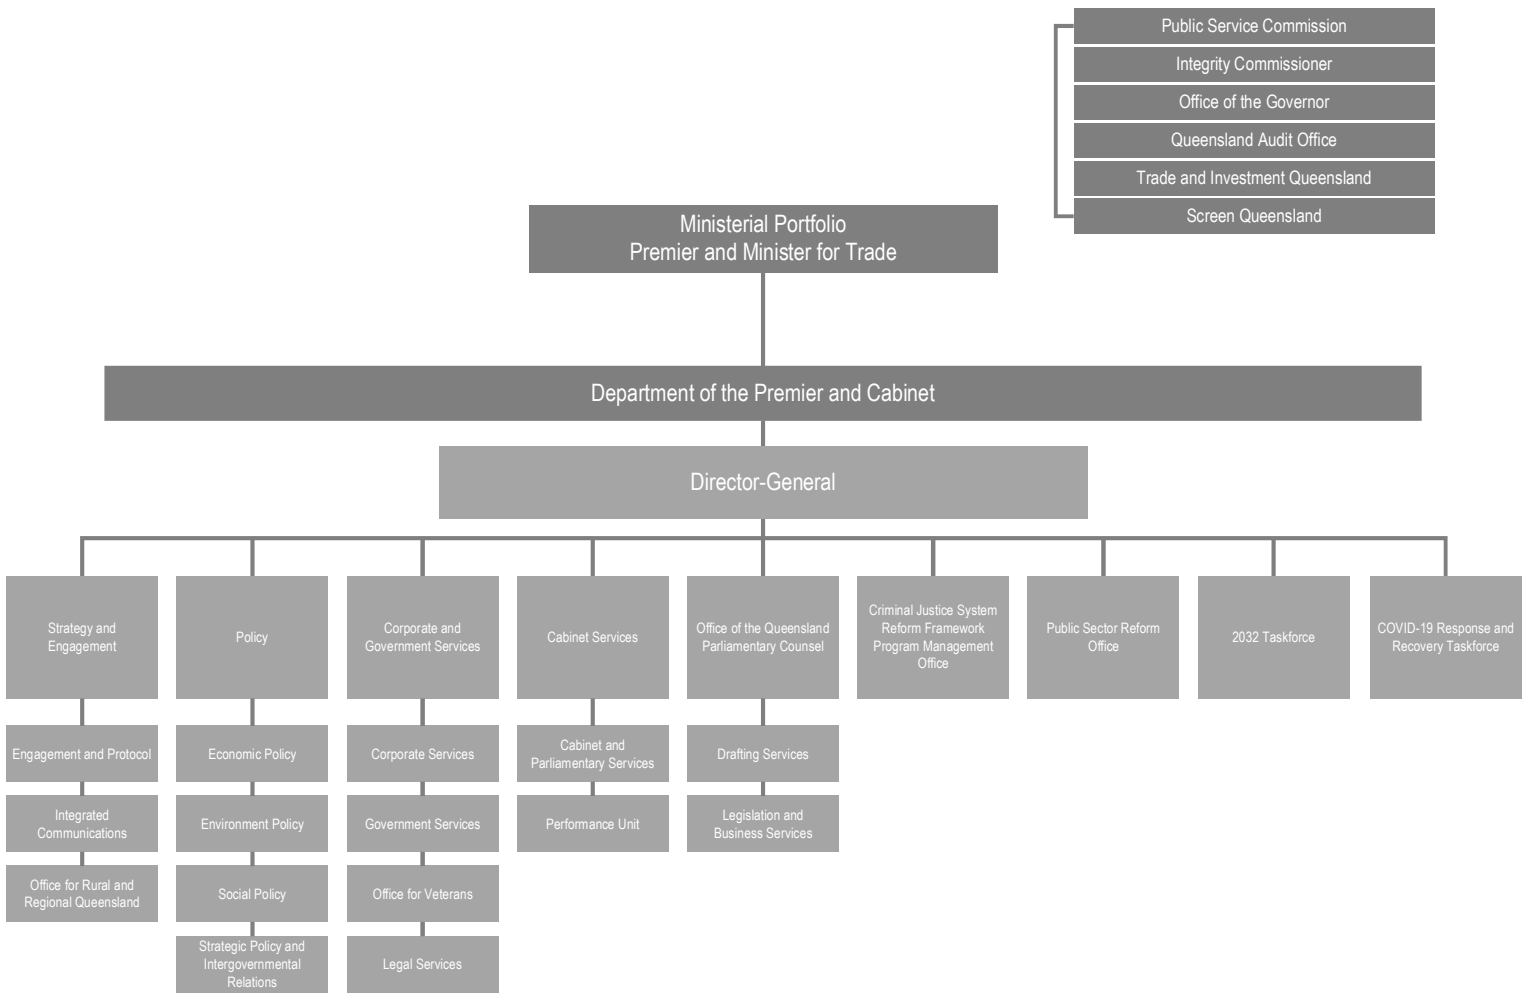 Public Service Commission
Integrity Commissioner
Office of the Governor
Queensland Audit Office
Trade and Investment Queensland
Screen Queensland
Ministerial Portfolio
Premier and Minister for Trade
Department of the Premier and Cabinet
Director-General
Strategy and
Engagement
Policy
Corporate and
Government Services
Cabinet Services
Office of the Queensland
Parliamentary Counsel
Criminal Justice System
Reform Framework
Program Management
Office
Public Sector Reform
Office
2032 Taskforce
COVID-19 Response and
Recovery Taskforce
Engagement and Protocol
Integrated
Communications
Office for Rural and
Regional Queensland
Economic Policy
Environment Policy
Social Policy
Strategic Policy and
Intergovernmental
Relations
Corporate Services
Government Services
Office for Veterans
Legal Services
Cabinet and
Parliamentary Services
Performance Unit
Drafting Services
Legislation and
Business Services